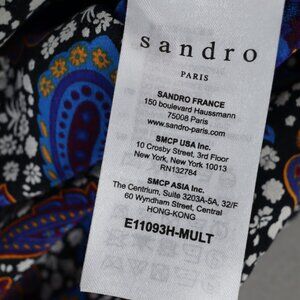 sandro
PARIS
SANDRO FRANCE
150 boulevard Haussmann
75008 Paris
www.sandro-paris.com
SMCP USA Inc.
10 Crosby Street, 3rd Floor
New York, New York 10013
RN132784
SMCP ASIA Inc.
The Centrium, Suite 3203A-5A, 32/F
60 Wyndham Street, Central
HONG-KONG
E11093H-MULT